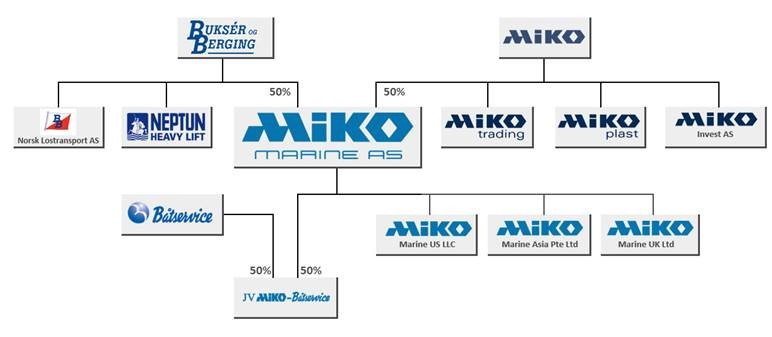 BUKSÉR OG
BERGING
MiKO
50%
50%
BB
Norsk Lostransport AS
NEPTUN
HEAVY LIFT
MiKO
MARINE AS
MiKO
trading
MiKO
plast
MiKO
Invest AS
Båtservice
MiKO
Marine US LLC
MiKO
Marine Asia Pte Ltd
MiKO
Marine UK Ltd
50%
50%
JV MiKO-Båtservice